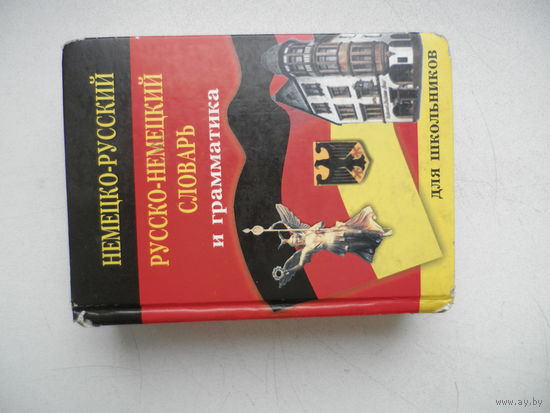 НЕМЕЦКО-РУССКИЙ
РУССКО-НЕМЕЦКИЙ
СЛОВАРЬ
и грамматика
ДЛЯ ШКОЛЬНИКОВ
www.ay.by